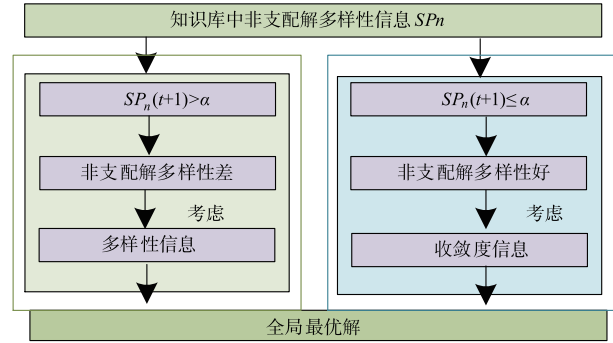 知识库中非支配解多样性信息 SPn
SPn(t+1)>α
非支配解多样性差
考虑
多样性信息
SPn(t+1)≤α
非支配解多样性好
考虑
收敛度信息
全局最优解